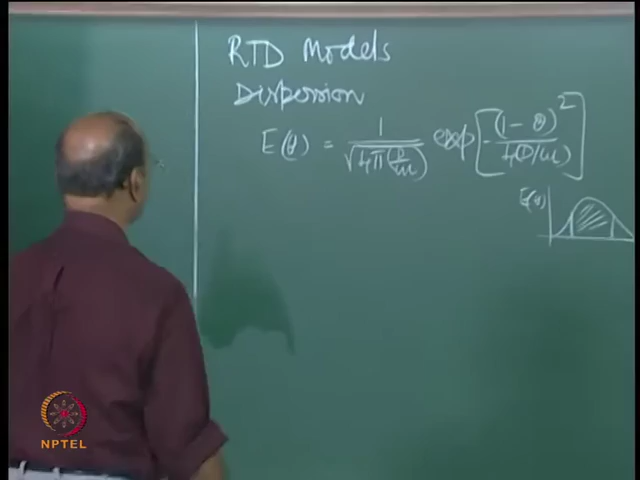 RTD Models
Dispersion
E(θ) = 1/√(4π(D/uL)) exp[-(1-θ)²/4(D/uL)]
E(θ)
NPTEL